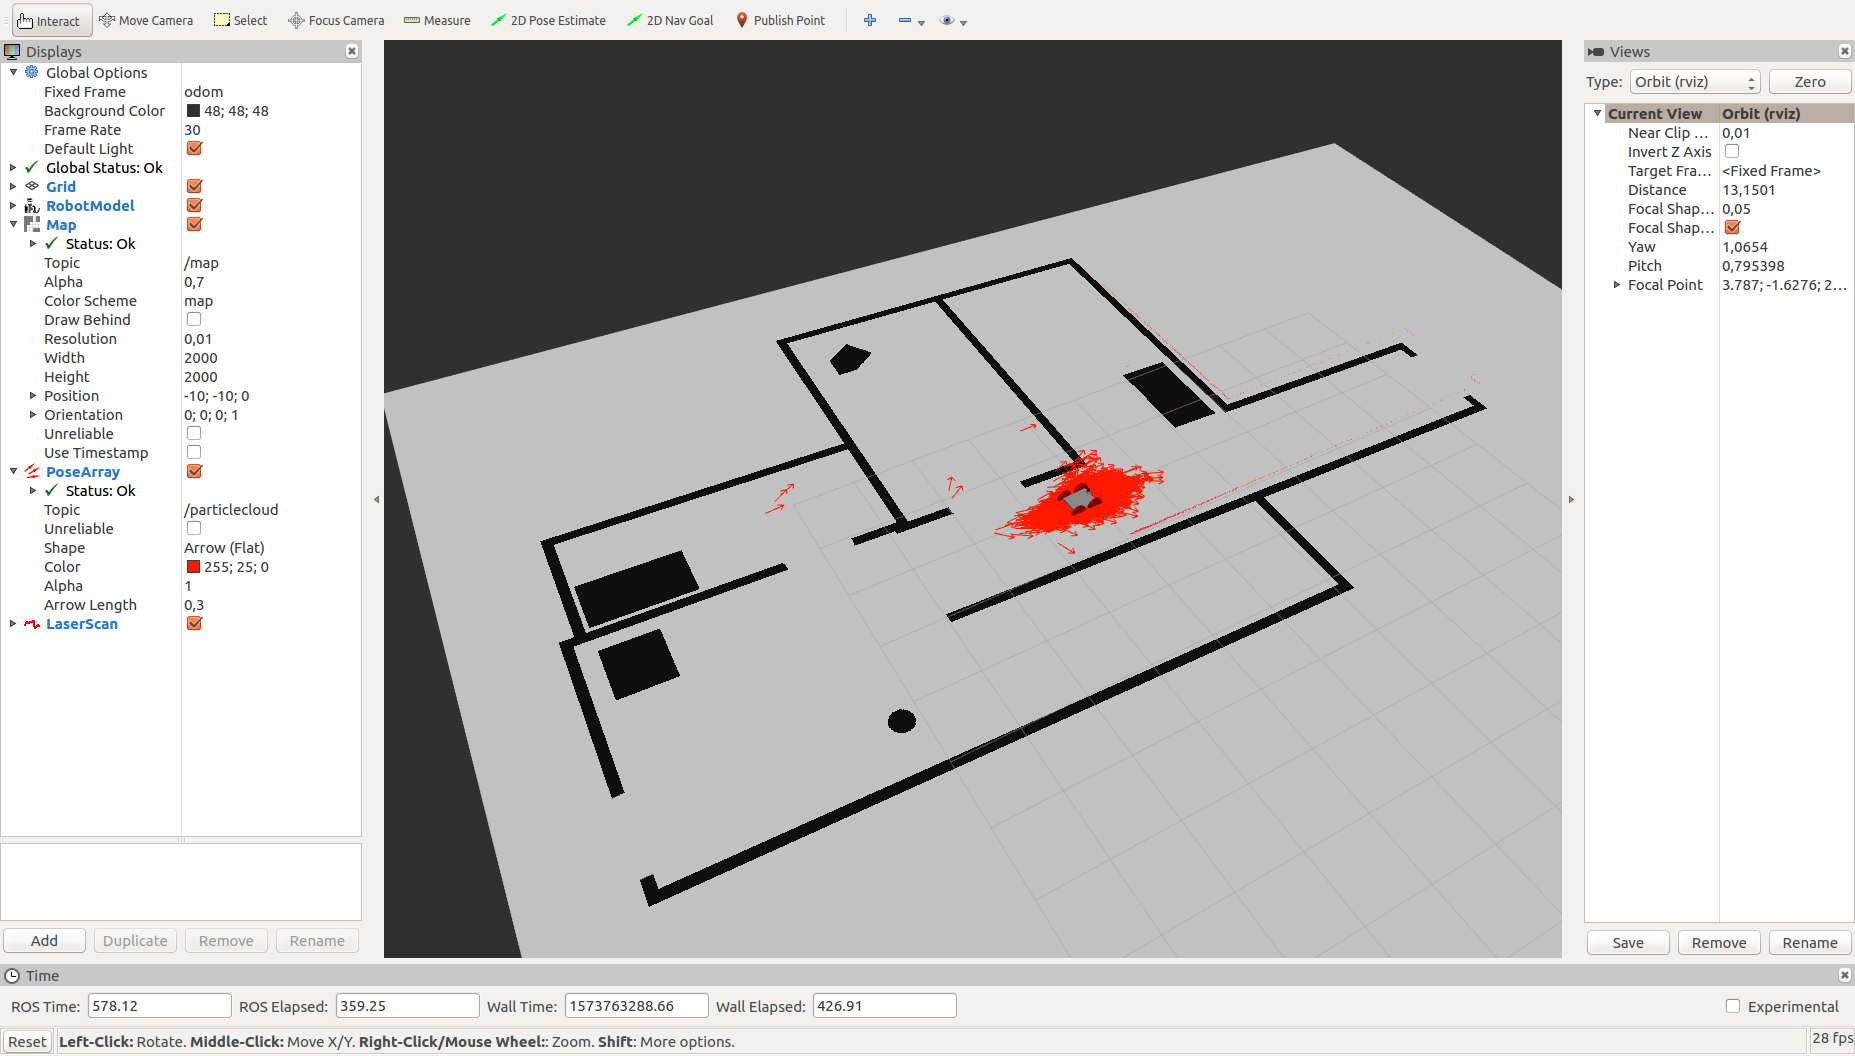 Interact Move Camera Select Focus Camera Measure 2D Pose Estimate 2D Nav Goal Publish Point
Displays
Global Options
Fixed Frame odom
Background Color 48; 48; 48
Frame Rate 30
Default Light
Global Status: Ok
Grid
RobotModel
Map
Status: Ok
Topic /map
Alpha 0,7
Color Scheme map
Draw Behind
Resolution 0,01
Width 2000
Height 2000
Position -10; -10; 0
Orientation 0; 0; 0; 1
Unreliable
Use Timestamp
PoseArray
Status: Ok
Topic /particlecloud
Unreliable
Shape Arrow (Flat)
Color 255; 25; 0
Alpha 1
Arrow Length 0,3
LaserScan
Add Duplicate Remove Rename
Views
Type: Orbit (rviz) Zero
Current View Orbit (rviz)
Near Clip ... 0,01
Invert Z Axis
Target Fra... <Fixed Frame>
Distance 13,1501
Focal Shap... 0,05
Focal Shap...
Yaw 1,0654
Pitch 0,795398
Focal Point 3.787; -1.6276; 2...
Save Remove Rename
Time
ROS Time: 578.12 ROS Elapsed: 359.25 Wall Time: 1573763288.66 Wall Elapsed: 426.91 Experimental
Reset Left-Click: Rotate. Middle-Click: Move X/Y. Right-Click/Mouse Wheel:: Zoom. Shift: More options. 28 fps